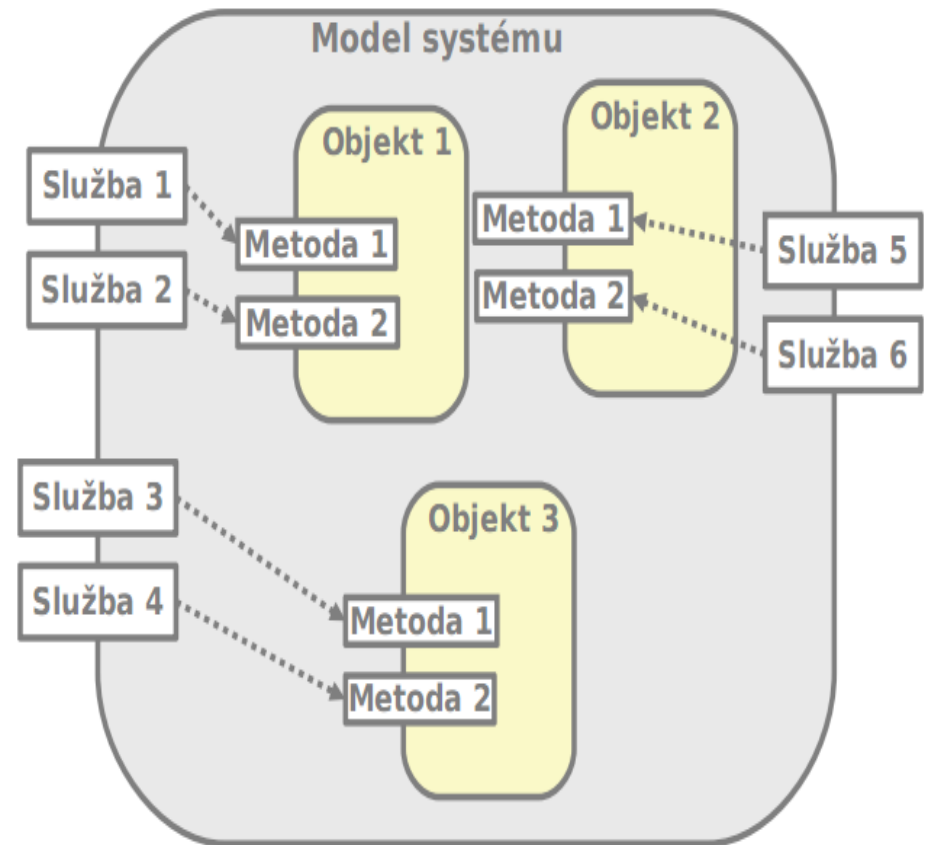 Model systému
Objekt 1
Objekt 2
Služba 1
Metoda 1
Služba 2
Metoda 2
Metoda 1
Služba 5
Metoda 2
Služba 6
Služba 3
Objekt 3
Služba 4
Metoda 1
Metoda 2